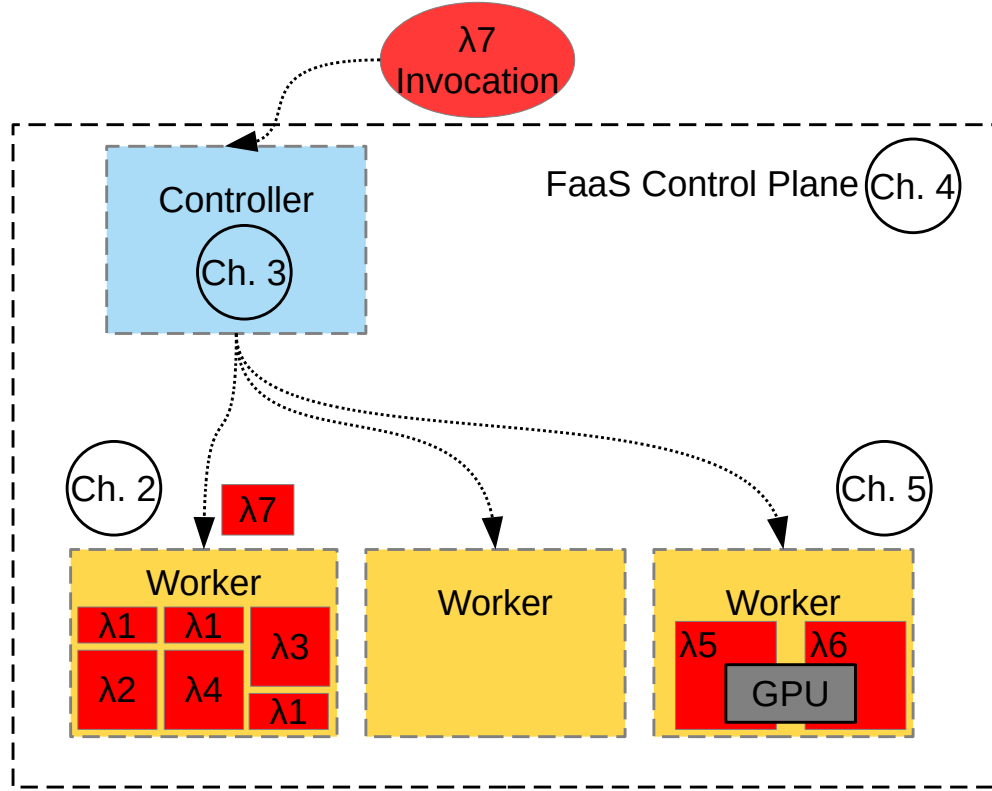 λ7
Invocation
Controller
Ch. 3
FaaS Control Plane
Ch. 4
Ch. 2
λ7
Ch. 5
Worker
λ1
λ1
λ3
λ2
λ4
λ1
Worker
Worker
λ5
λ6
GPU